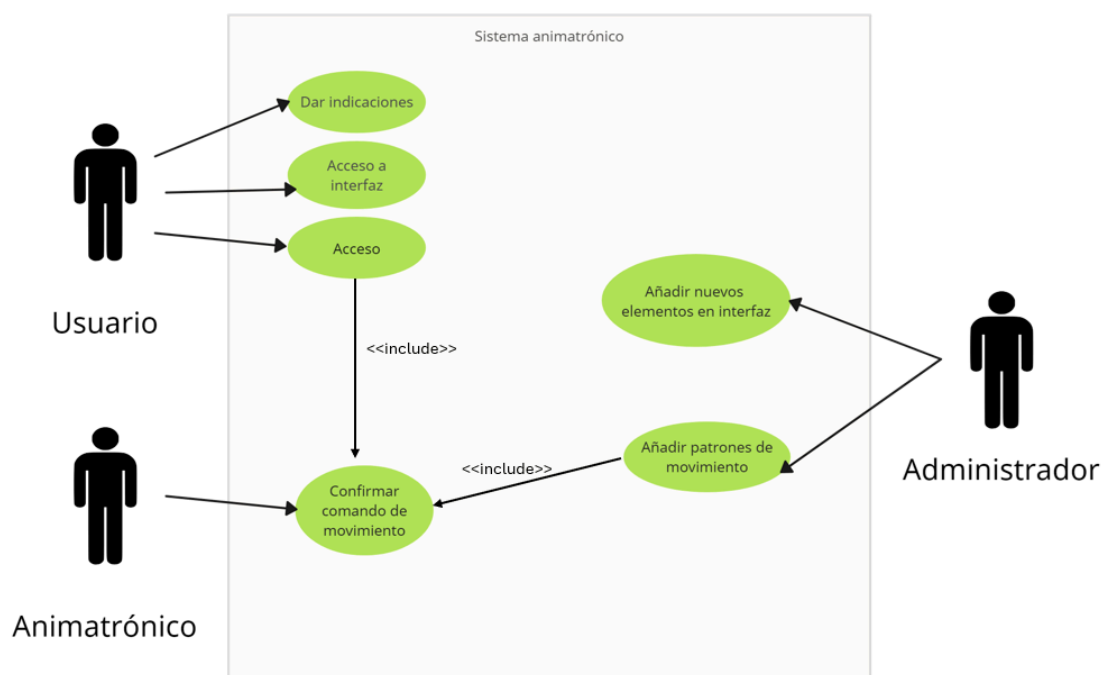 Sistema animatrónico
Dar indicaciones
Acceso a
interfaz
Acceso
Usuario
<<include>>
Añadir nuevos
elementos en interfaz
Administrador
Añadir patrones de
movimiento
<<include>>
Confirmar
comando de
movimiento
Animatrónico